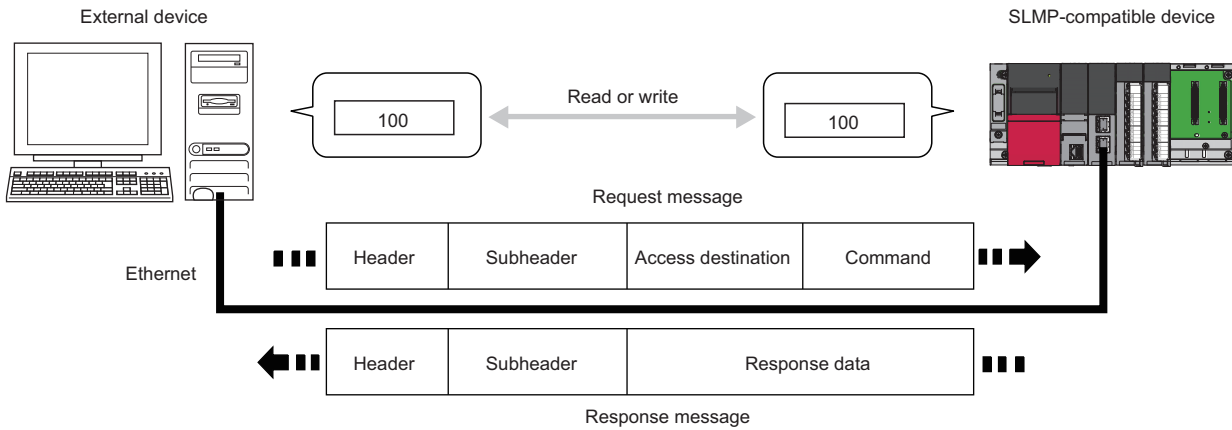 External device
SLMP-compatible device
100
Read or write
100
Request message
Header
Subheader
Access destination
Command
Ethernet
Header
Subheader
Response data
Response message